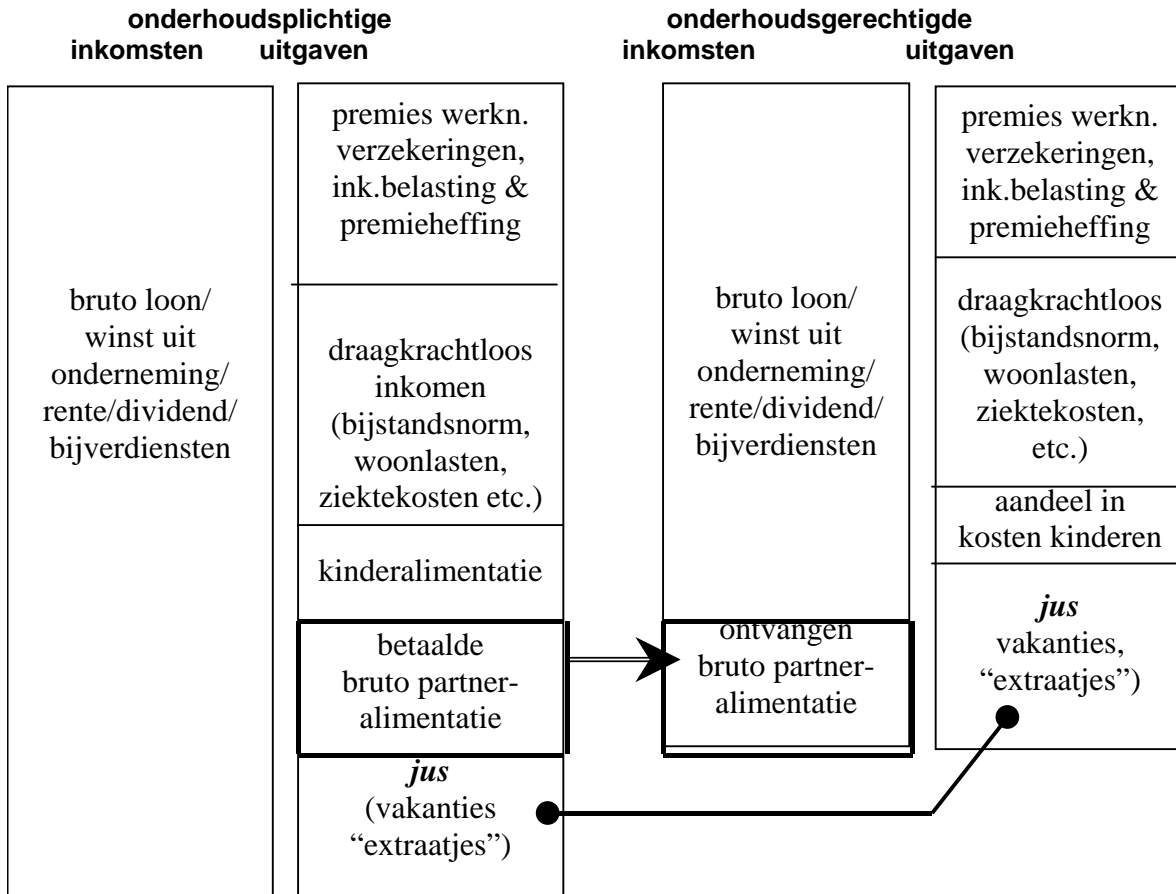 onderhoudsplichtige
inkomsten uitgaven
onderhoudsgerechtigde
inkomsten uitgaven
bruto loon/
winst uit
onderneming/
rente/dividend/
bijverdiensten
premies werkn.
verzekeringen,
ink.belasting &
premieheffing
draagkrachtloos
inkomen
(bijstandsnorm,
woonlasten,
ziektekosten etc.)
kinderalimentatie
betaalde
bruto partner-
alimentatie
jus
(vakanties
“extraatjes”)
bruto loon/
winst uit
onderneming/
rente/dividend/
bijverdiensten
ontvangen
bruto partner-
alimentatie
premies werkn.
verzekeringen,
ink.belasting &
premieheffing
draagkrachtloos
(bijstandsnorm,
woonlasten,
ziektekosten,
etc.)
aandeel in
kosten kinderen
jus
vakanties,
“extraatjes”)